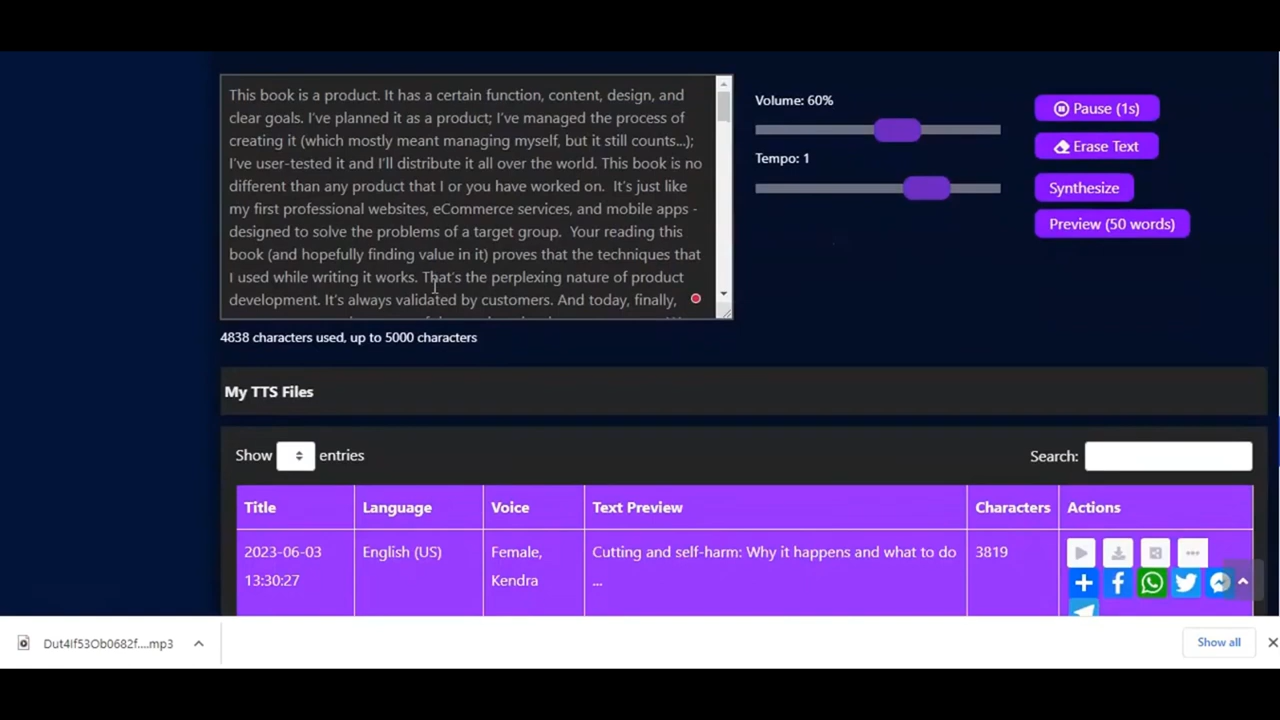 This book is a product. It has a certain function, content, design, and
clear goals. I've planned it as a product; I've managed the process of
creating it (which mostly meant managing myself, but it still counts...);
I've user-tested it and I'll distribute it all over the world. This book is no
different than any product that I or you have worked on.  It's just like
my first professional websites, eCommerce services, and mobile apps -
designed to solve the problems of a target group.  Your reading this
book (and hopefully finding value in it) proves that the techniques that
I used while writing it works. That's the perplexing nature of product
development. It's always validated by customers. And today, finally,
4838 characters used, up to 5000 characters
Volume: 60%
Tempo: 1
Pause (1s)
Erase Text
Synthesize
Preview (50 words)
My TTS Files
Show entries
Search:
Title Language Voice Text Preview Characters Actions
2023-06-03 English (US) Female, Cutting and self-harm: Why it happens and what to do 3819
13:30:27 Kendra ...
Dut4If53Ob0682f....mp3
Show all